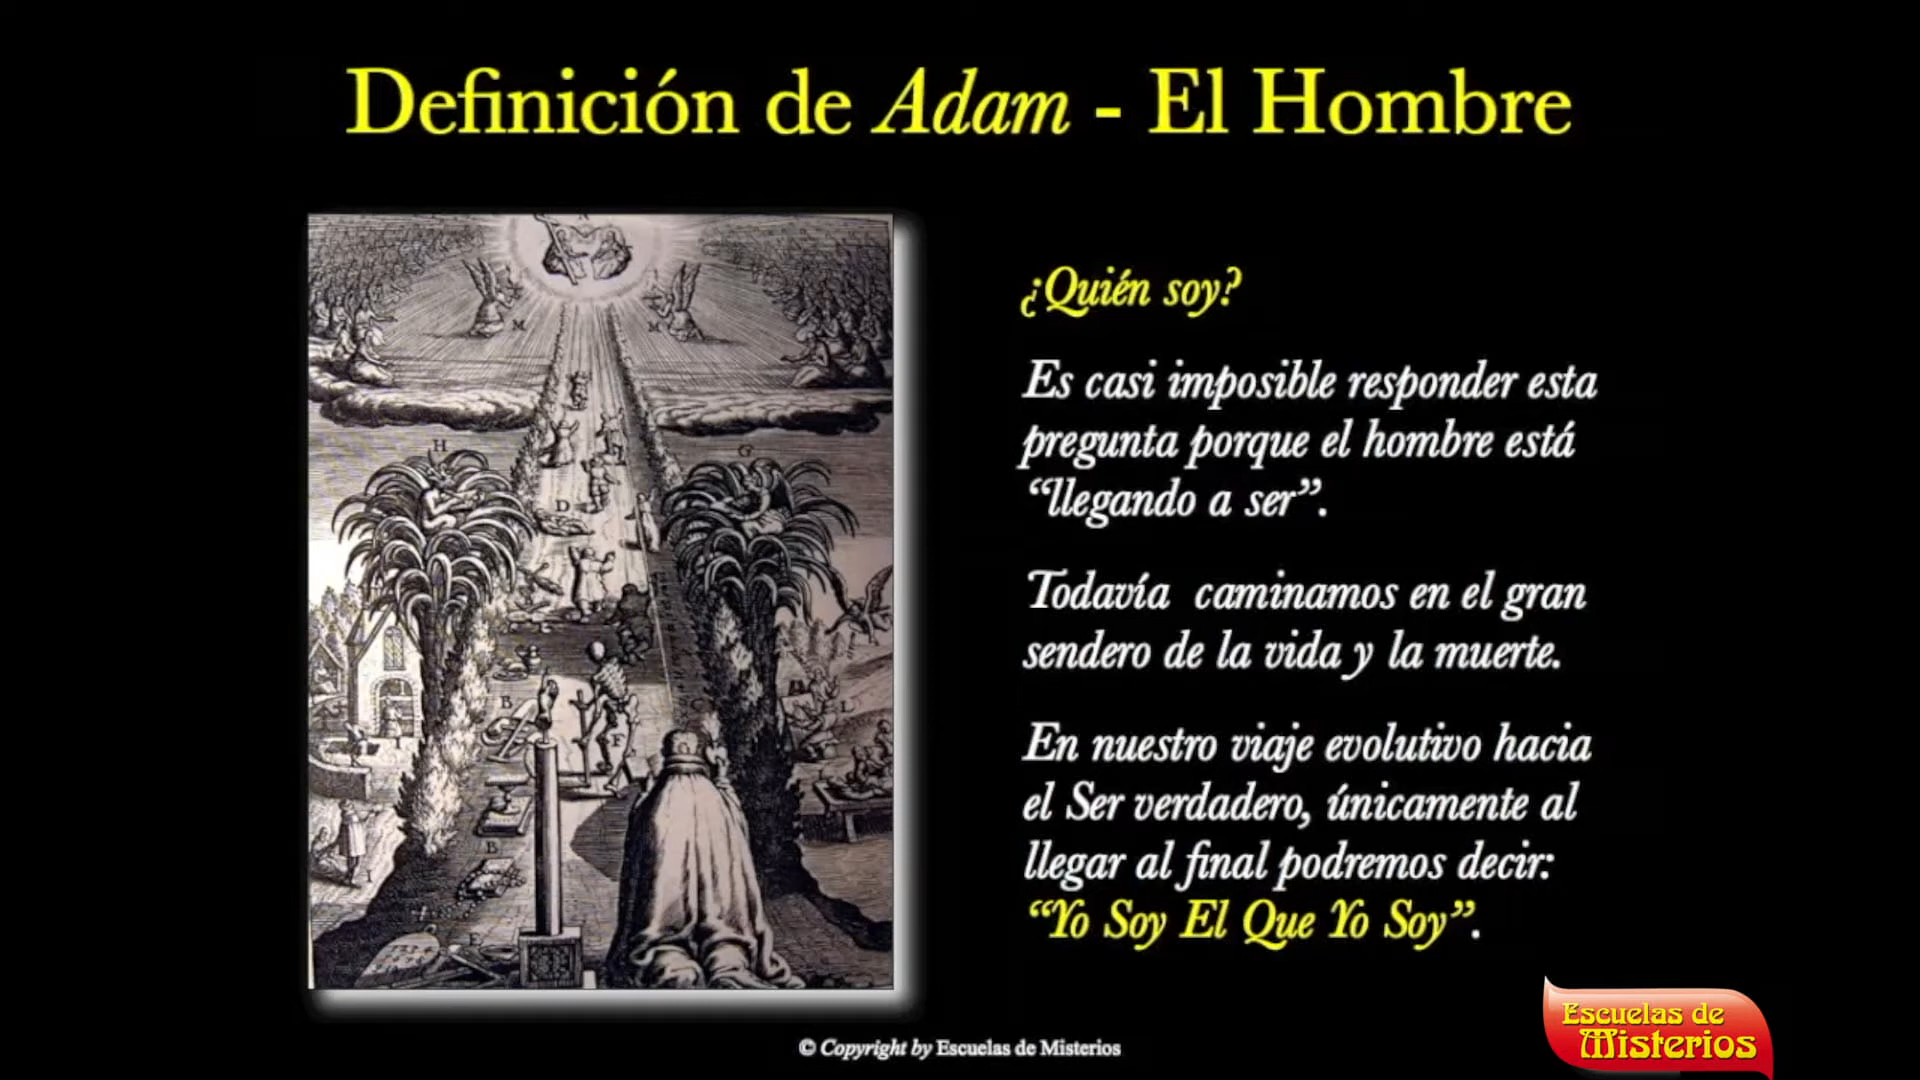 Definición de Adam - El Hombre
N
M
M
H
G
D
B
C
L
F
I
B
I
E
¿Quién soy?
Es casi imposible responder esta
pregunta porque el hombre está
“llegando a ser”.
Todavía caminamos en el gran
sendero de la vida y la muerte.
En nuestro viaje evolutivo hacia
el Ser verdadero, únicamente al
llegar al final podremos decir:
“Yo Soy El Que Yo Soy”.
© Copyright by Escuelas de Misterios
Escuelas de
Misterios